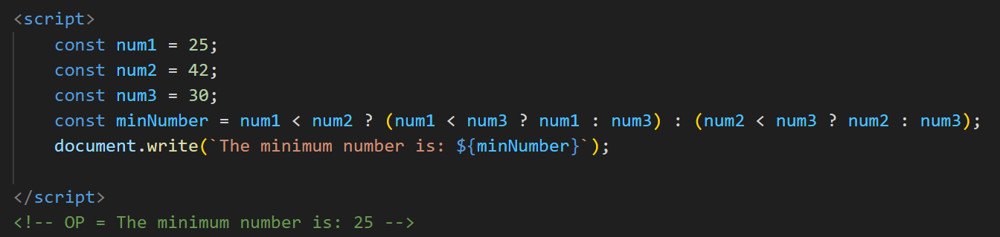 <script>
const num1 = 25;
const num2 = 42;
const num3 = 30;
const minNumber = num1 < num2 ? (num1 < num3 ? num1 : num3) : (num2 < num3 ? num2 : num3);
document.write(`The minimum number is: ${minNumber}`);
</script>
<!-- OP = The minimum number is: 25 -->